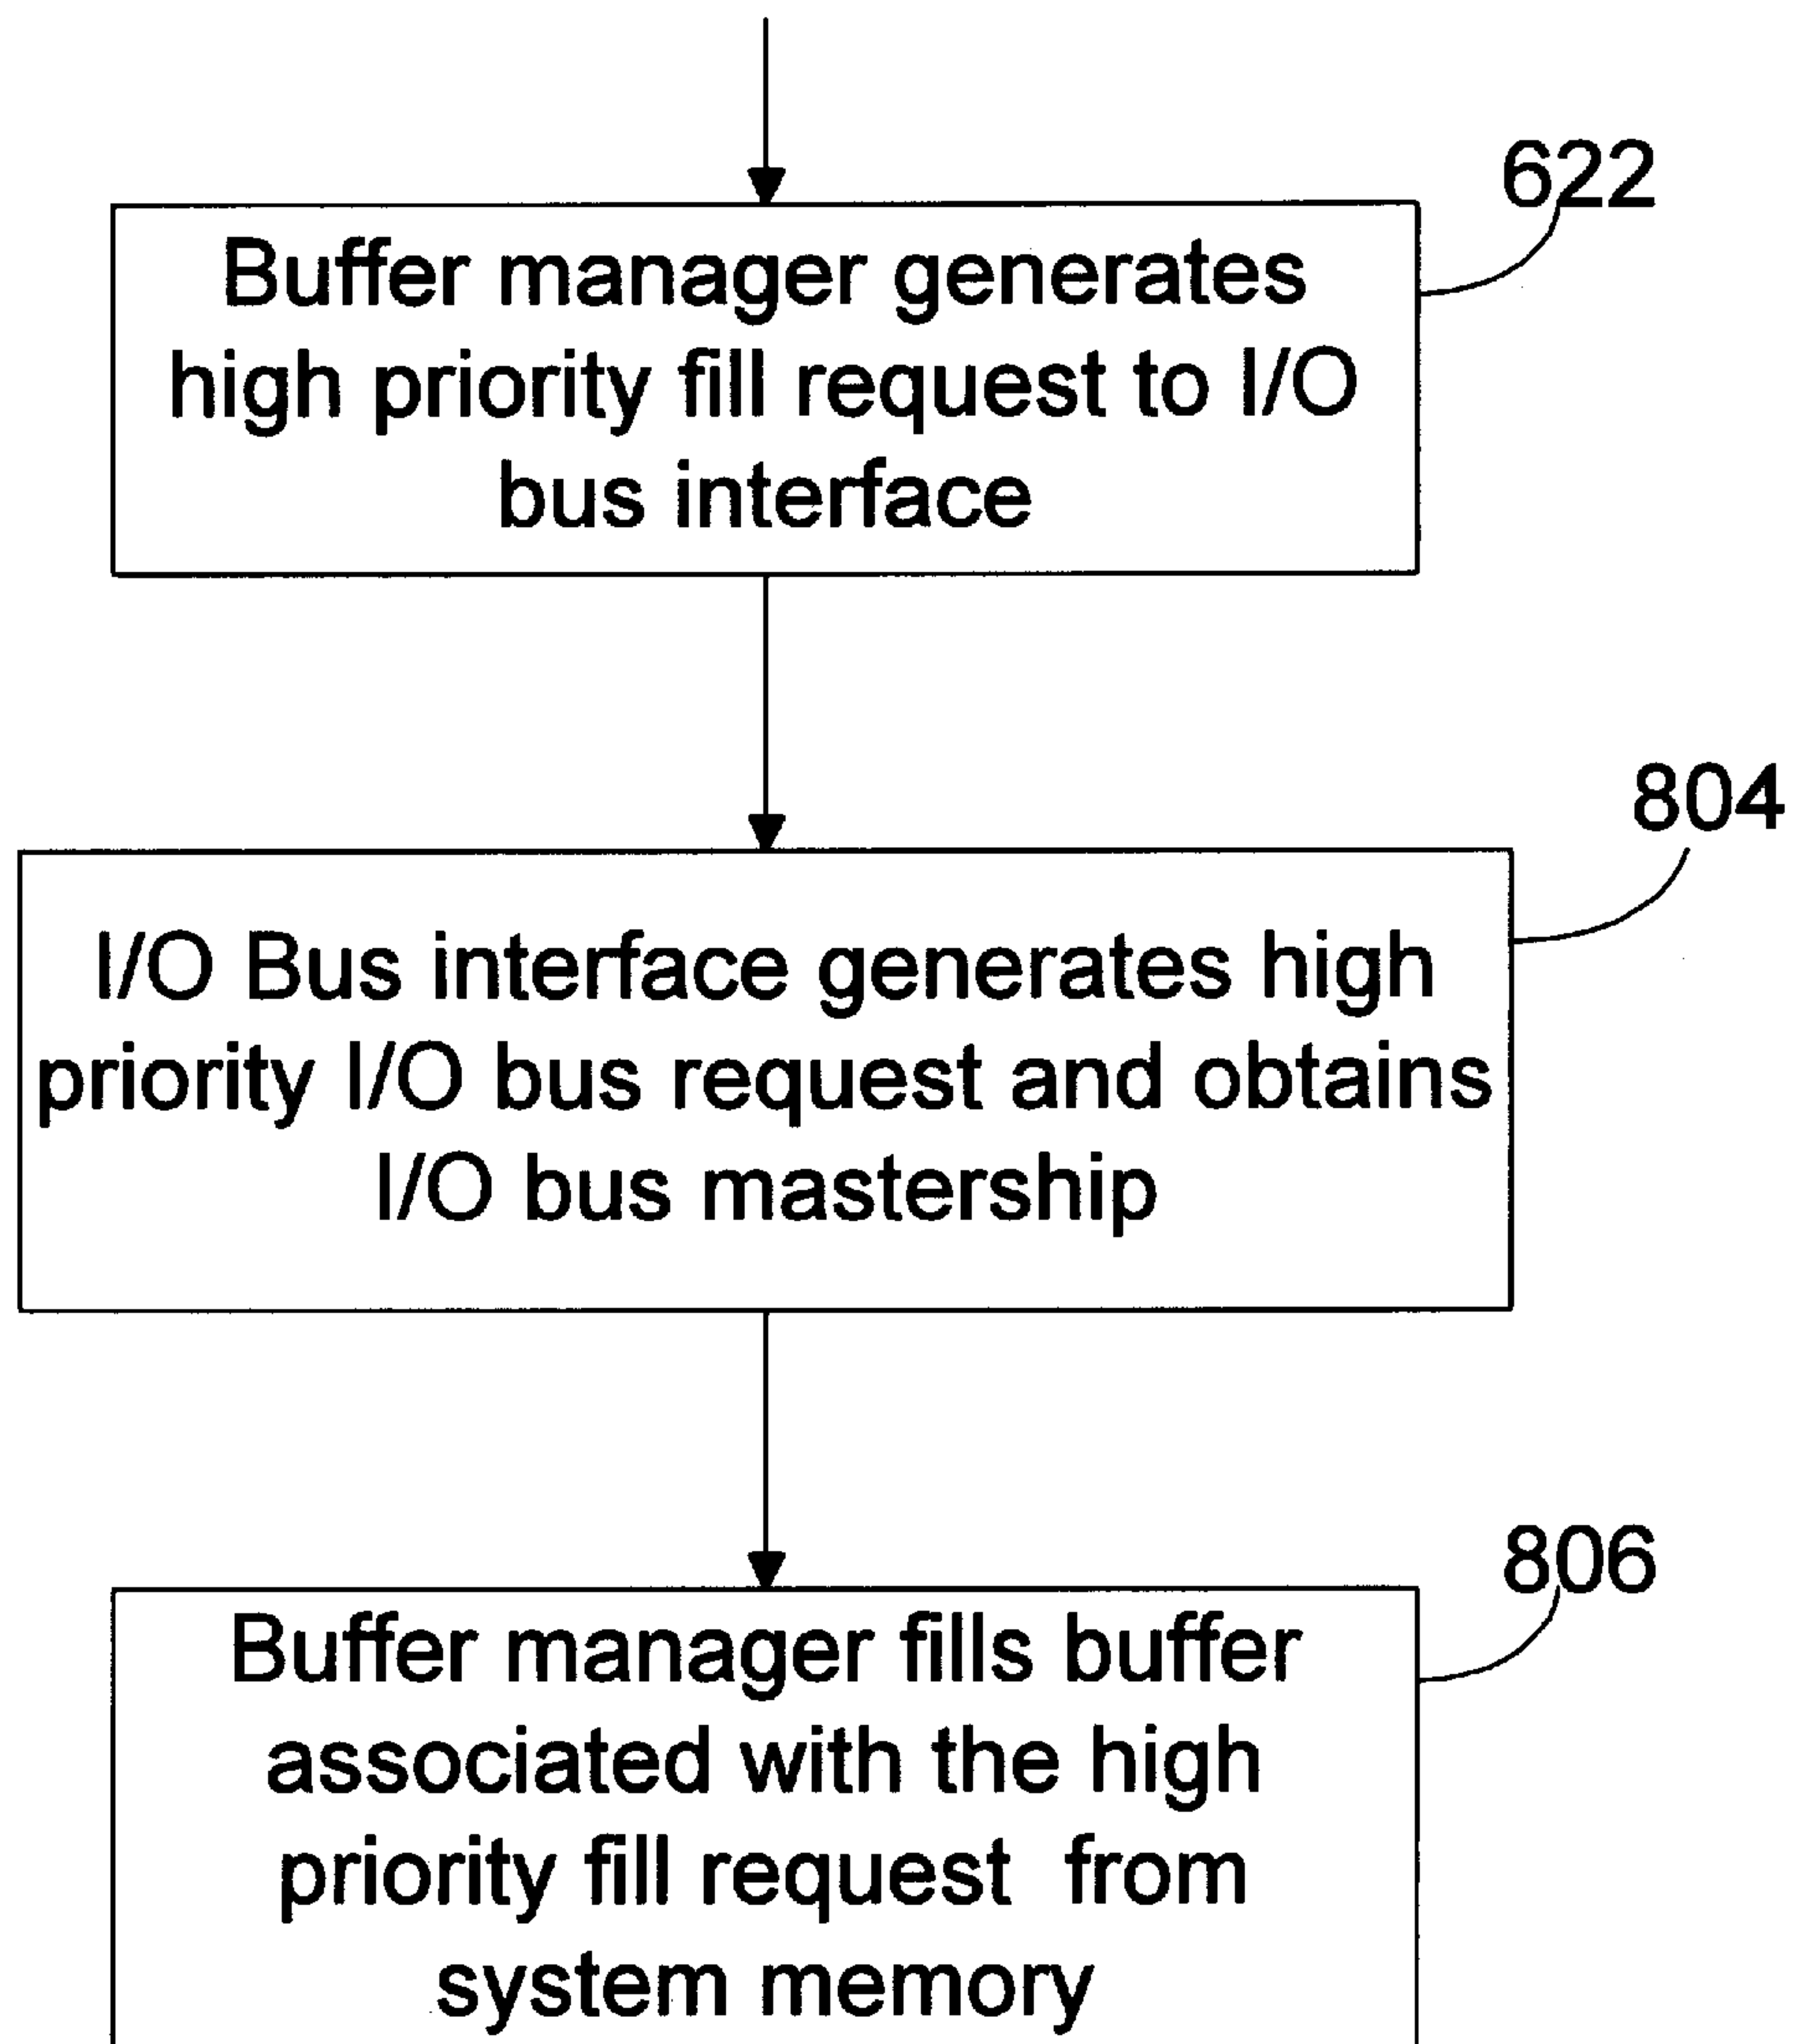 622
Buffer manager generates
high priority fill request to I/O
bus interface
804
I/O Bus interface generates high
priority I/O bus request and obtains
I/O bus mastership
806
Buffer manager fills buffer
associated with the high
priority fill request from
system memory